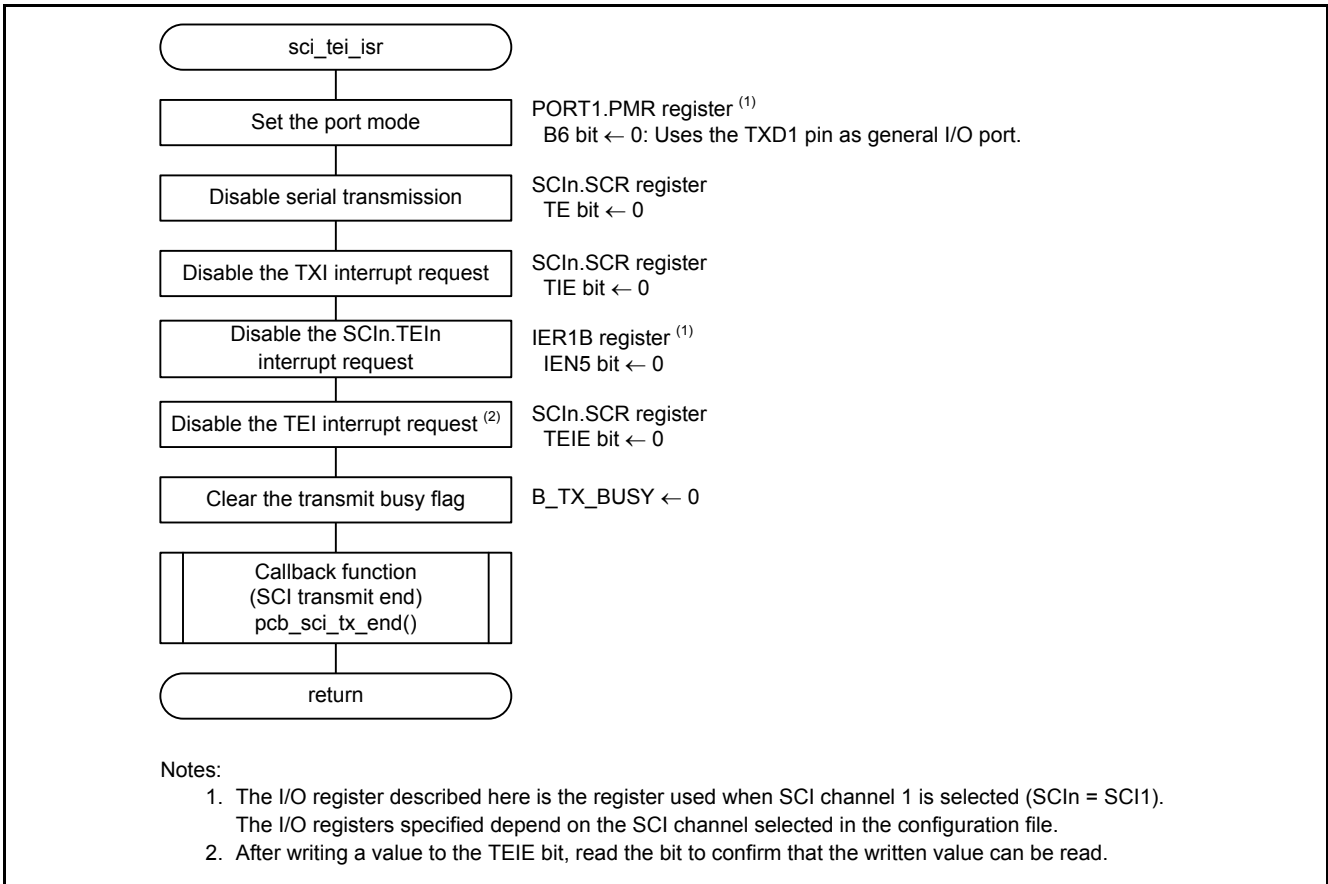 sci_tei_isr
Set the port mode
PORT1.PMR register (1)
B6 bit ← 0: Uses the TXD1 pin as general I/O port.
Disable serial transmission
SCIn.SCR register
TE bit ← 0
Disable the TXI interrupt request
SCIn.SCR register
TIE bit ← 0
Disable the SCIn.TEIn
interrupt request
IER1B register (1)
IEN5 bit ← 0
Disable the TEI interrupt request (2)
SCIn.SCR register
TEIE bit ← 0
Clear the transmit busy flag
B_TX_BUSY ← 0
Callback function
(SCI transmit end)
pcb_sci_tx_end()
return
Notes:
1. The I/O register described here is the register used when SCI channel 1 is selected (SCIn = SCI1).
The I/O registers specified depend on the SCI channel selected in the configuration file.
2. After writing a value to the TEIE bit, read the bit to confirm that the written value can be read.